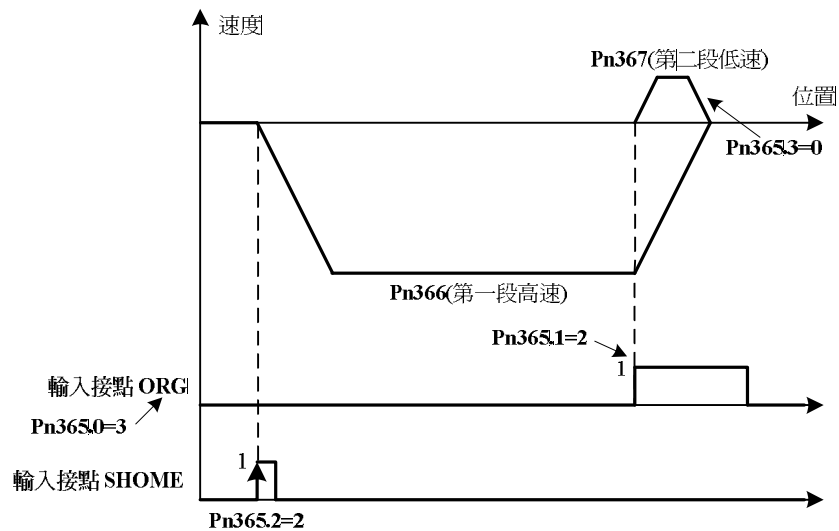 速度
Pn367(第二段低速)
位置
Pn365.3=0
Pn366(第一段高速)
Pn365.1=2
1
輸入接點 ORG
Pn365.0=3
1
輸入接點 SHOME
Pn365.2=2